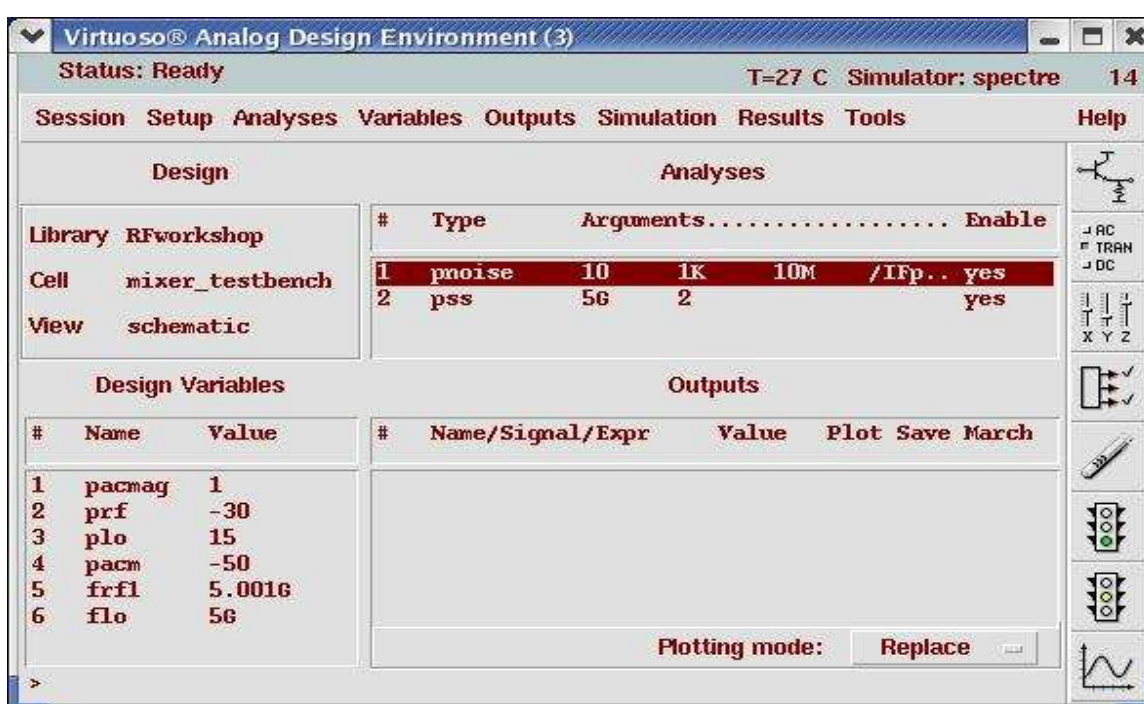 Virtuoso® Analog Design Environment (3)
Status: Ready T=27 C Simulator: spectre 14
Session Setup Analyses Variables Outputs Simulation Results Tools Help
Design
Library RFworkshop
Cell mixer_testbench
View schematic
Analyses
# Type Arguments................... Enable
1 pnoise 10 1K 10M /IFp.. yes
2 pss 5G 2 yes
Design Variables
# Name Value
1 pacmag 1
2 prf -30
3 plo 15
4 pacm -50
5 frf1 5.001G
6 flo 5G
Outputs
# Name/Signal/Expr Value Plot Save March
Plotting mode: Replace
>
AC
TRAN
DC
X Y Z